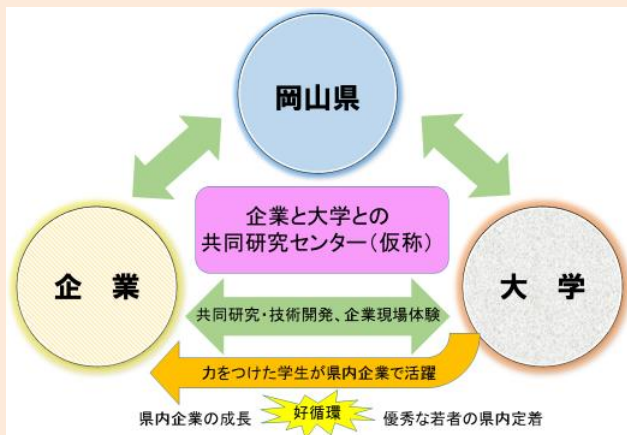 岡山県
企業と大学との
共同研究センター(仮称)
企　業
大　学
共同研究・技術開発、企業現場体験
力をつけた学生が県内企業で活躍
県内企業の成長
好循環
優秀な若者の県内定着